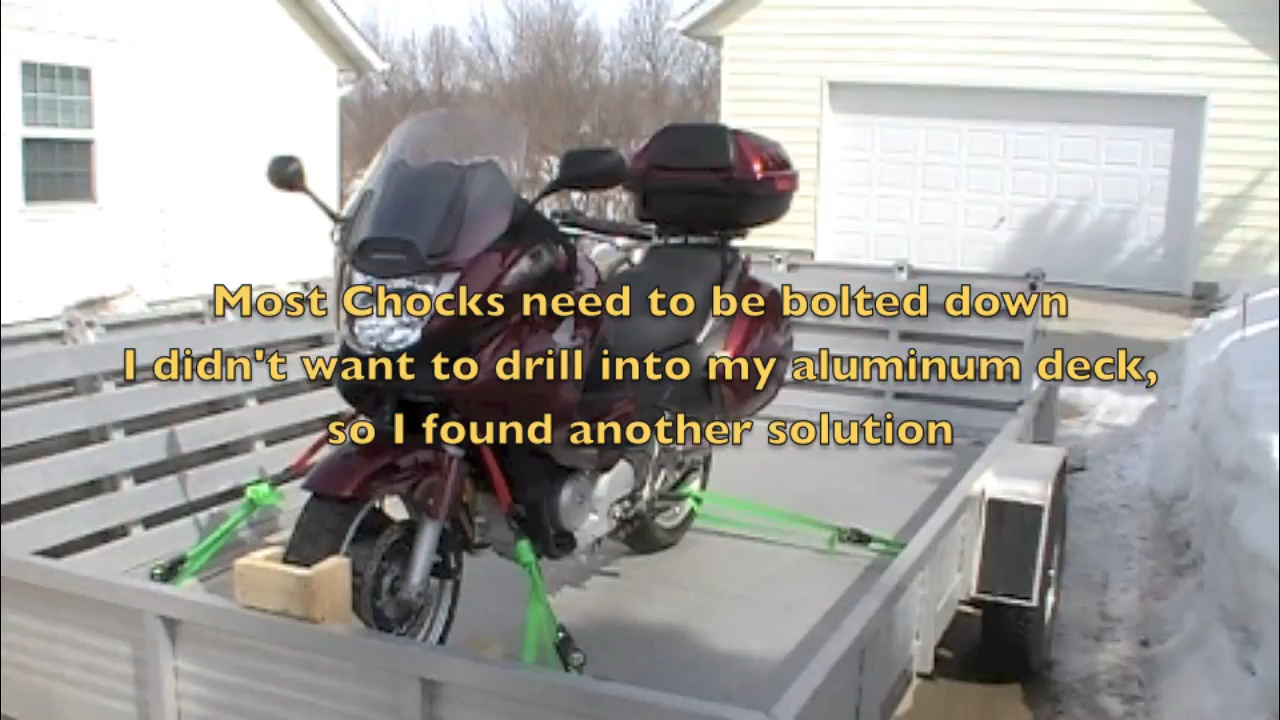 Most Chocks need to be bolted down
I didn't want to drill into my aluminum deck,
so I found another solution